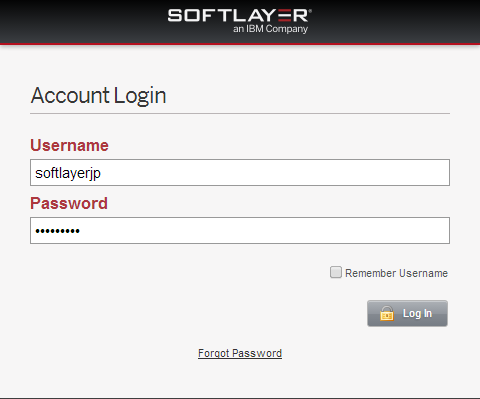 SOFTLAYER®
an IBM Company
Account Login
Username
softlayerjp
Password
•••••••••
Remember Username
Log In
Forgot Password